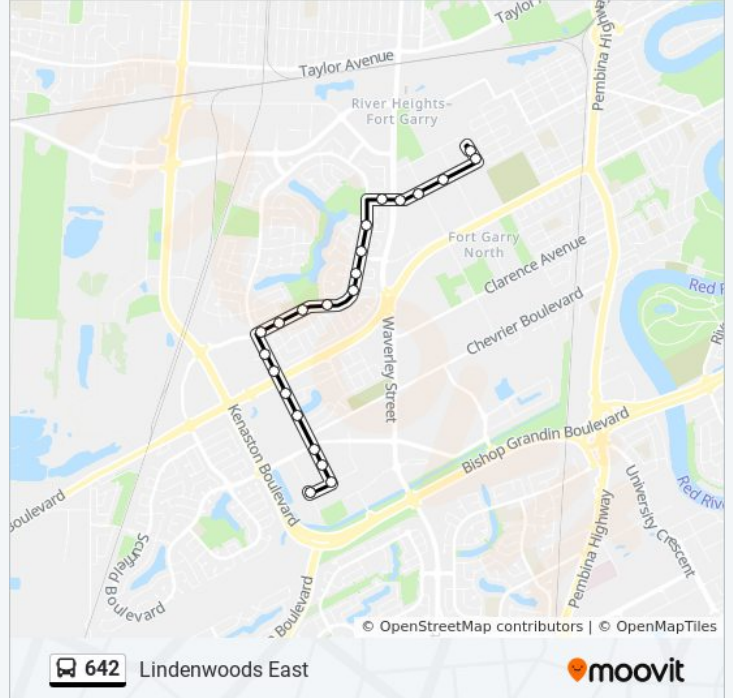 Taylor
Taylor Avenue
Pembina Highway
River Heights–
Fort Garry
Fort Garry
North
Clarence Avenue
Red
Chevrier Boulevard
Waverley Street
Kenaston Boulevard
Bishop Grandin Boulevard
Boulevard
University Crescent
Red Rive
Pembina Highway
Scurfield
Boulevard
Boulevard
© OpenStreetMap contributors | © OpenMapTiles
642 Lindenwoods East
moovit